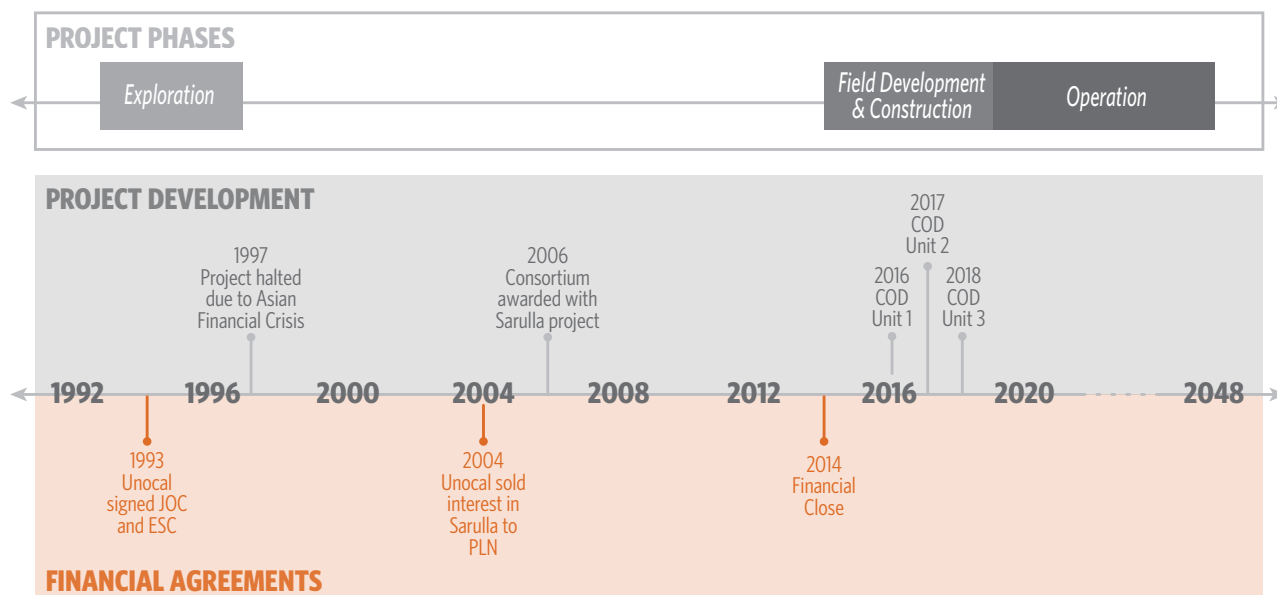 PROJECT PHASES
Exploration
Field Development
& Construction
Operation
PROJECT DEVELOPMENT
1997
Project halted
due to Asian
Financial Crisis
2006
Consortium
awarded with
Sarulla project
2016
COD
Unit 1
2017
COD
Unit 2
2018
COD
Unit 3
1992 1996 2000 2004 2008 2012 2016 2020 2048
1993
Unocal
signed JOC
and ESC
2004
Unocal sold
interest in
Sarulla to
PLN
2014
Financial
Close
FINANCIAL AGREEMENTS